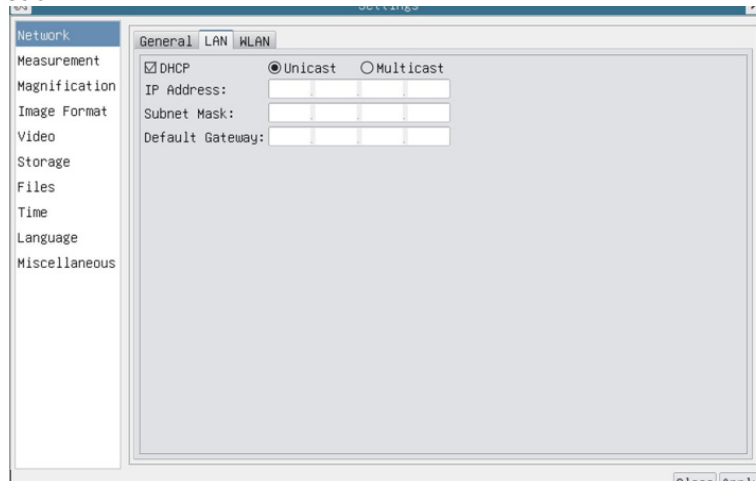 Settings
Network
Measurement
Magnification
Image Format
Video
Storage
Files
Time
Language
Miscellaneous
General LAN WLAN
DHCP Unicast Multicast
IP Address:
Subnet Mask:
Default Gateway: